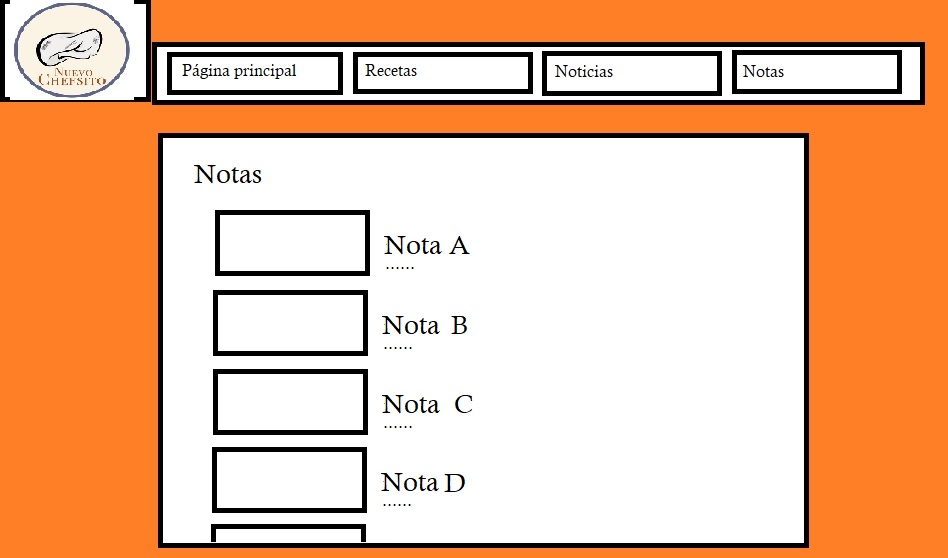 Nuevo
Chefsito
Página principal
Recetas
Noticias
Notas
Notas
Nota A
......
Nota B
......
Nota C
......
Nota D
......